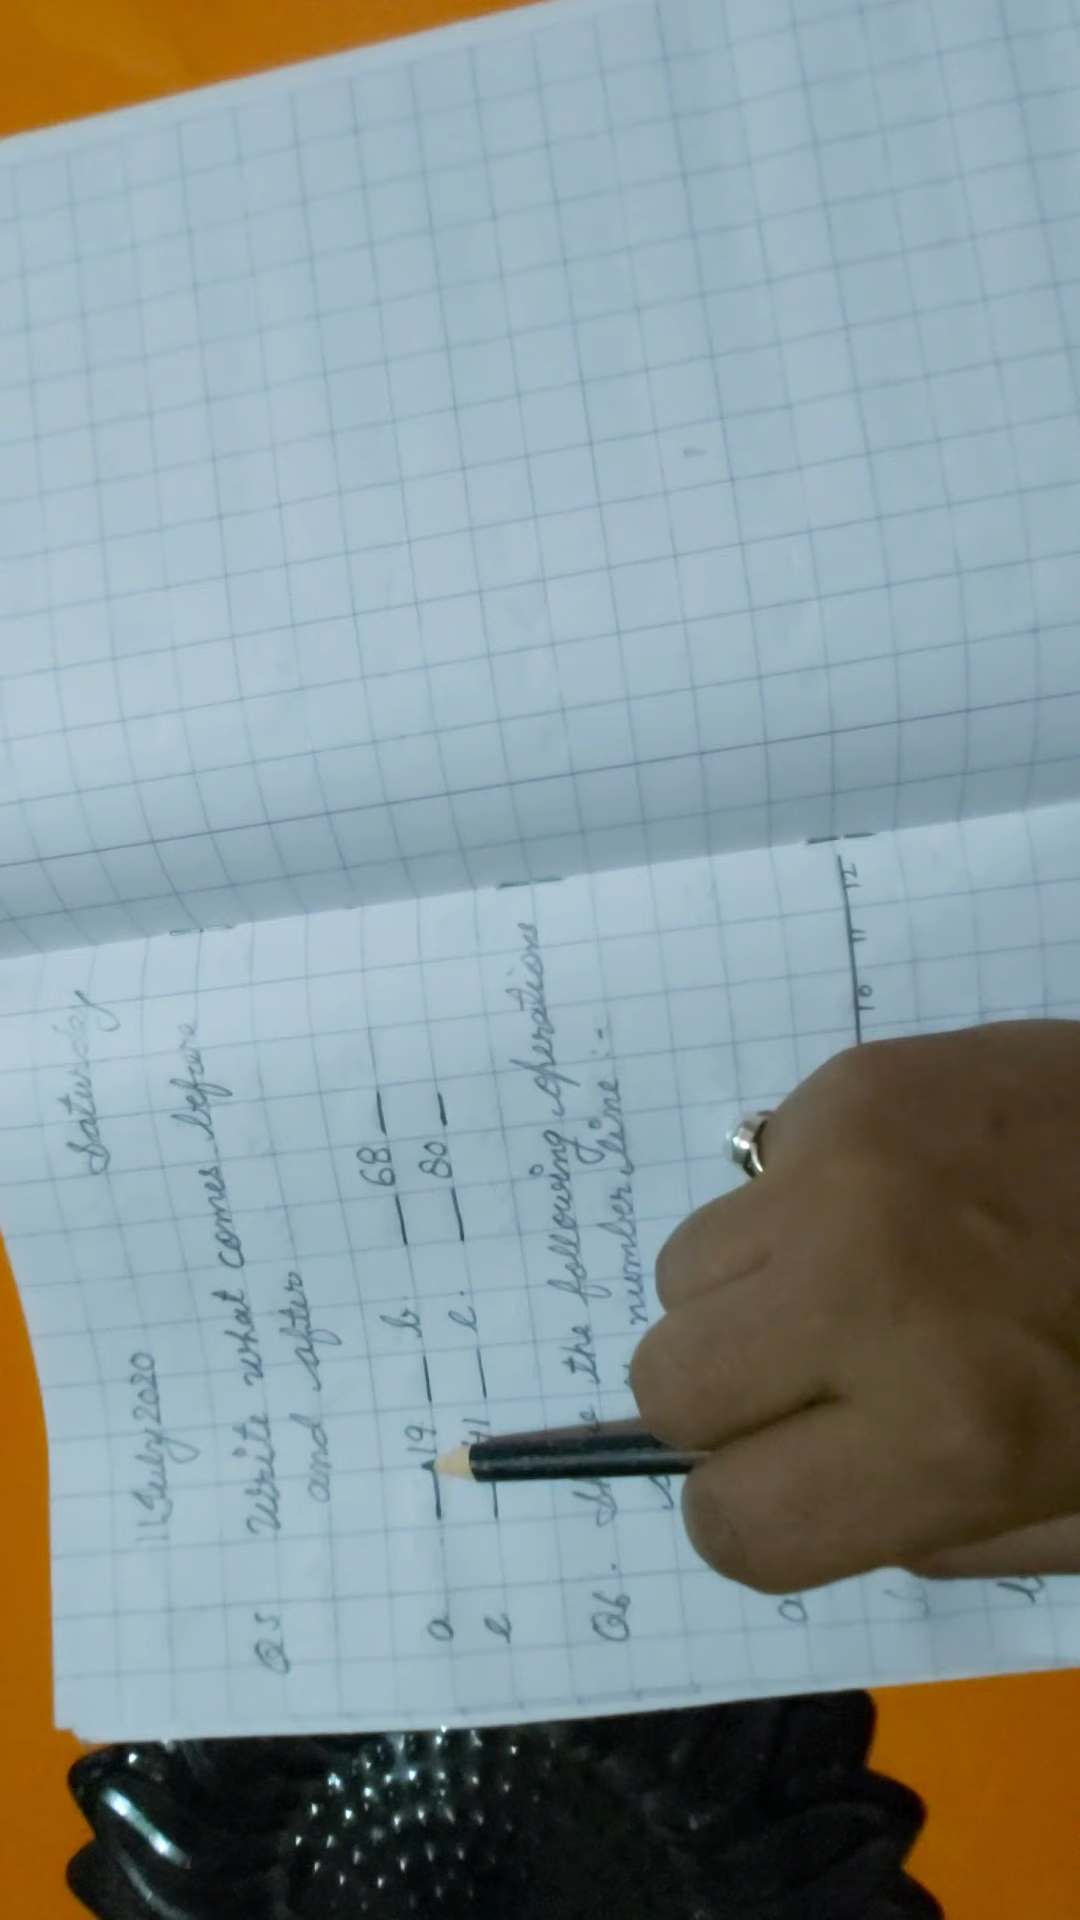 11 July 2020 Saturday
Q5 Write what comes before
and after
a __ 19 __ b. __ 68 __
c __ 41 __ c. __ 80 __
Q6. the following operations
number line :-
a 10 11 12
b